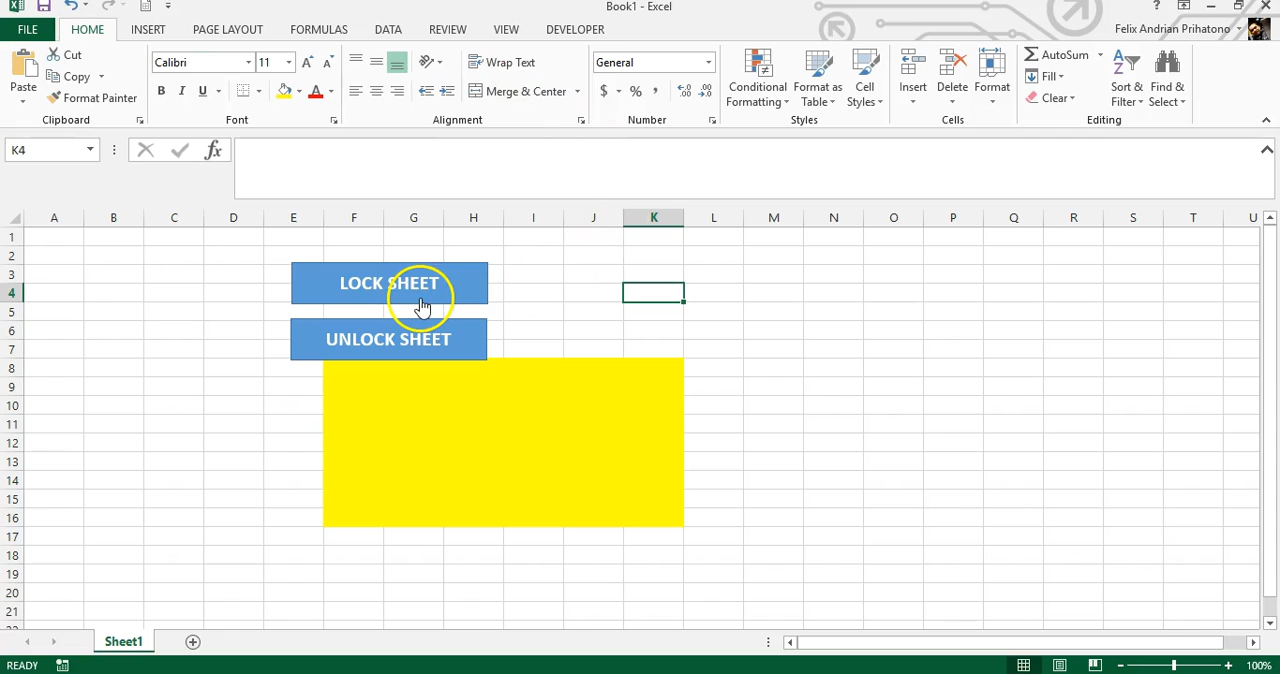 Book1 - Excel
?
FILE HOME INSERT PAGE LAYOUT FORMULAS DATA REVIEW VIEW DEVELOPER
Felix Andrian Prihatono
Paste
Cut
Copy
Format Painter
Clipboard
Calibri 11
B I U A
Font
Wrap Text
Merge & Center
Alignment
General
$ % ,
Number
Conditional Formatting
Format as Table
Cell Styles
Styles
Insert
Delete
Format
Cells
AutoSum
Fill
Clear
Sort & Filter
Find & Select
Editing
K4
fx
A B C D E F G H I J K L M N O P Q R S T U
1
2
3
4
5
6
7
8
9
10
11
12
13
14
15
16
17
18
19
20
21
LOCK SHEET
UNLOCK SHEET
Sheet1
READY
100%